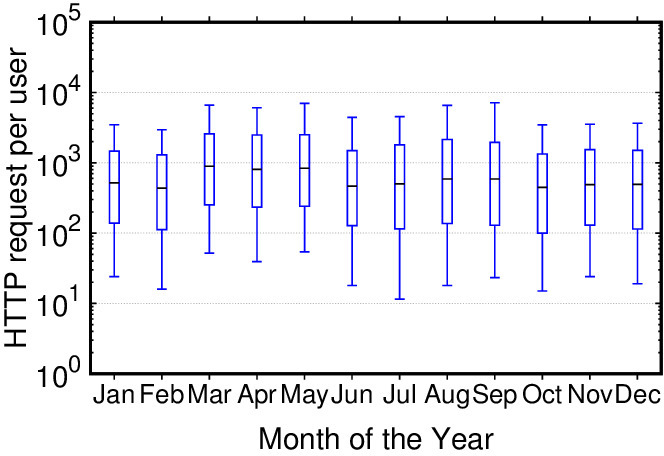 HTTP request per user
10^5
10^4
10^3
10^2
10^1
10^0
Jan Feb Mar Apr May Jun Jul Aug Sep Oct Nov Dec
Month of the Year